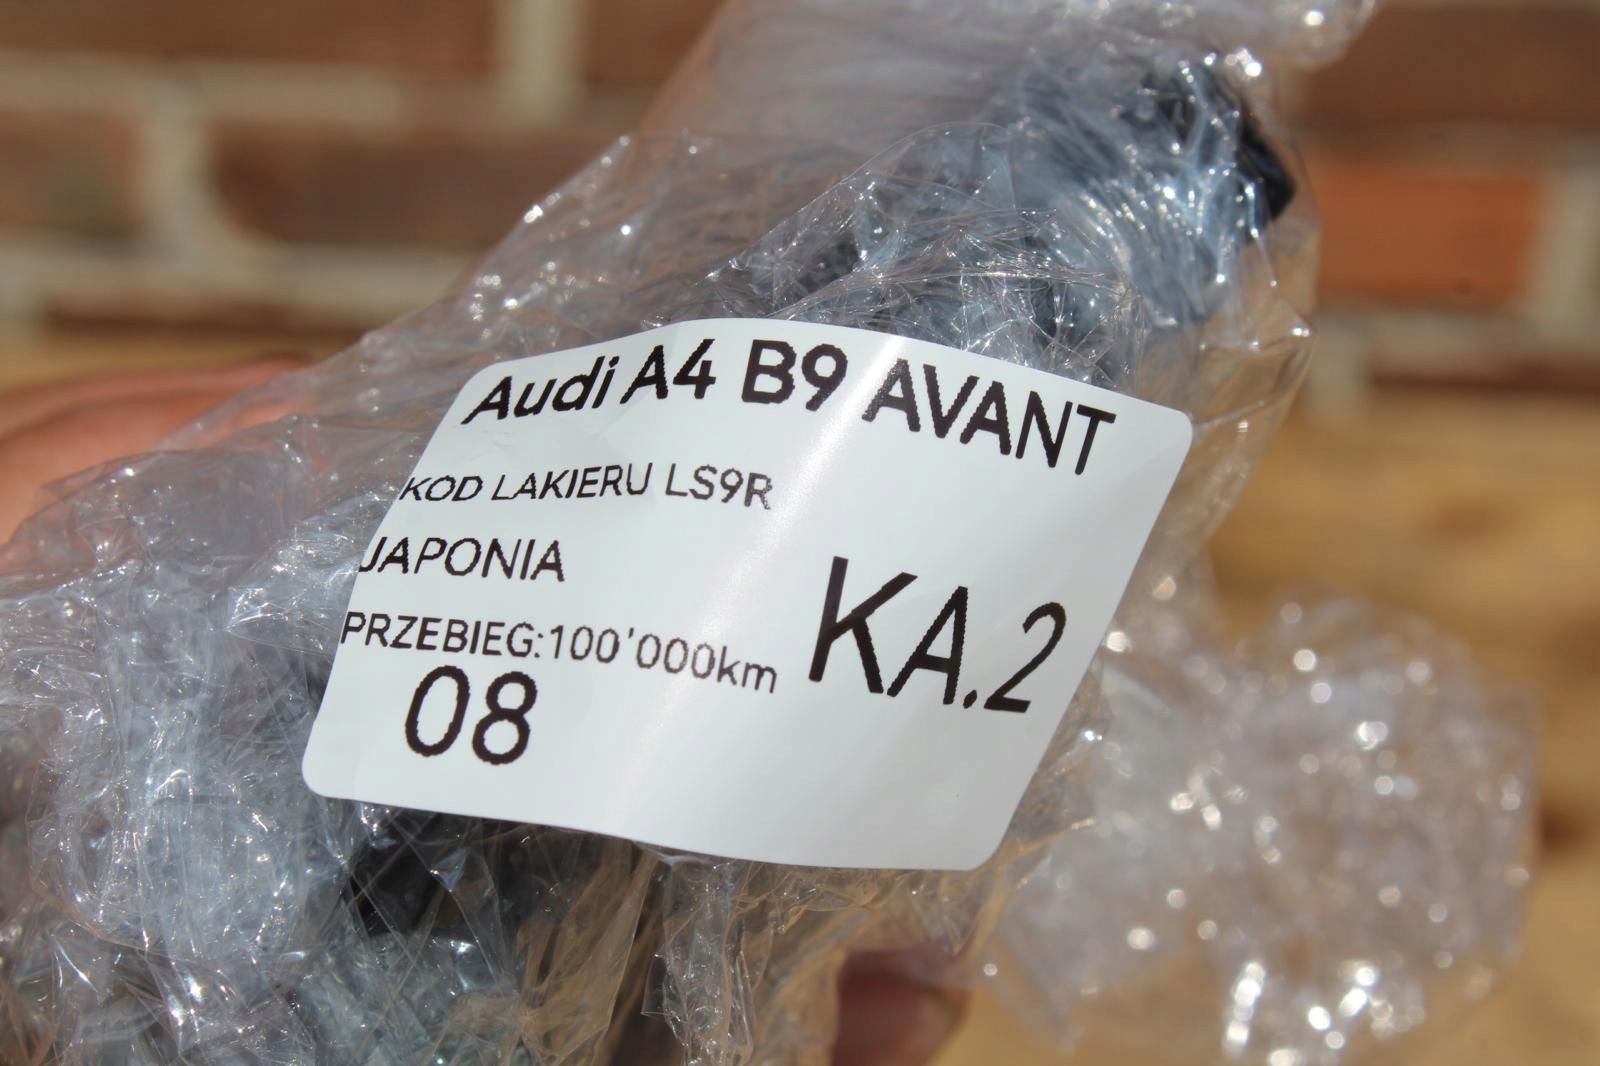 Audi A4 B9 AVANT
KOD LAKIERU LS9R
JAPONIA
PRZEBIEG:100'000km
KA.2
08